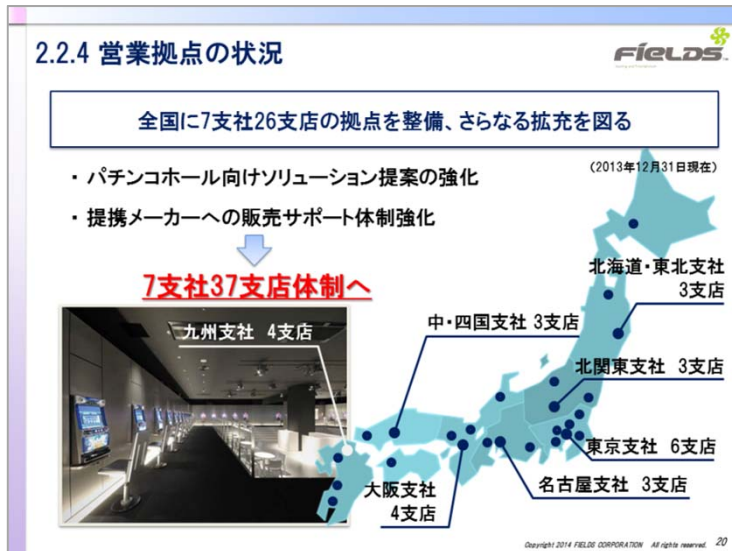 2.2.4 営業拠点の状況
FIELDS
全国に7支社26支店の拠点を整備、さらなる拡充を図る
(2013年12月31日現在)
・ パチンコホール向けソリューション提案の強化
・ 提携メーカーへの販売サポート体制強化
7支社37支店体制へ
北海道・東北支社
3支店
九州支社 4支店
中・四国支社 3支店
北関東支社 3支店
東京支社 6支店
名古屋支社 3支店
大阪支社
4支店
Copyright 2014 FIELDS CORPORATION All rights reserved. 20